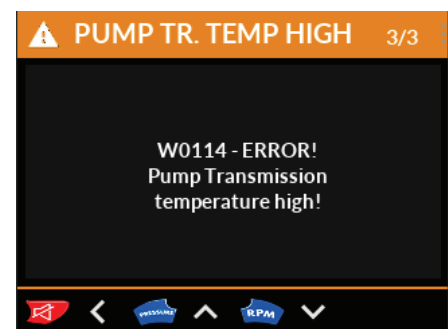 PUMP TR. TEMP HIGH 3/3
W0114 - ERROR!
Pump Transmission
temperature high!
PRESSURE RPM